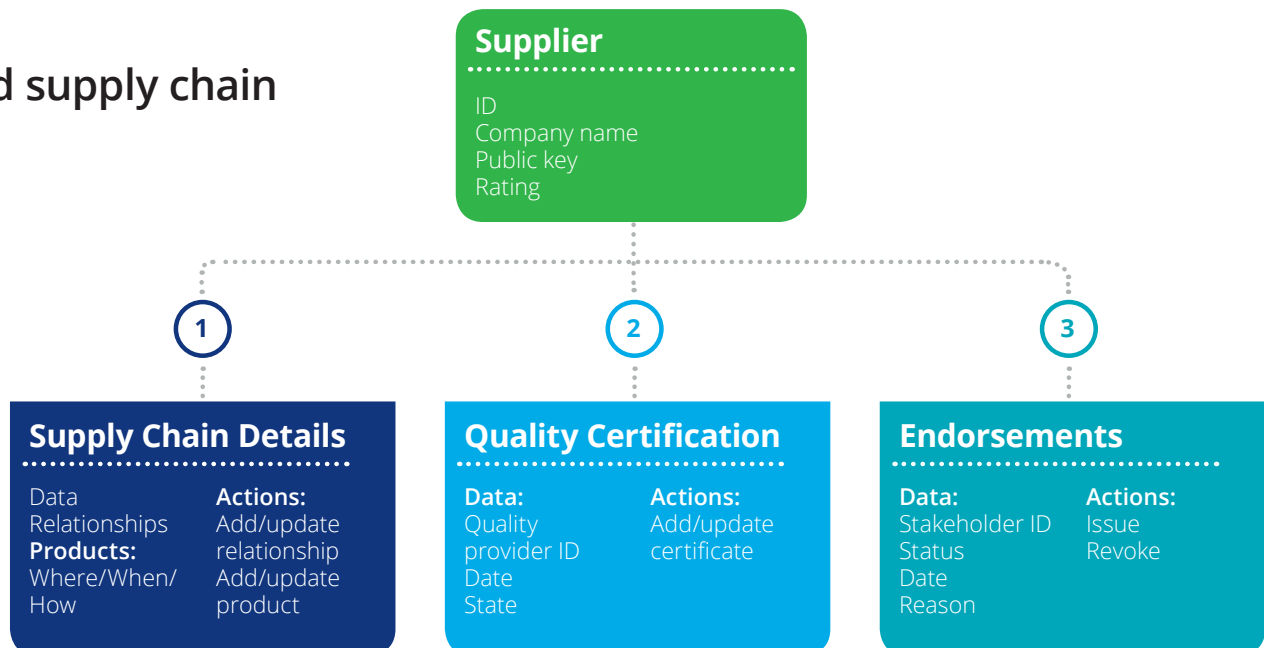 d supply chain
Supplier
ID
Company name
Public key
Rating
1
2
3
Supply Chain Details
Data
Relationships
Products:
Where/When/
How
Actions:
Add/update
relationship
Add/update
product
Quality Certification
Data:
Quality
provider ID
Date
State
Actions:
Add/update
certificate
Endorsements
Data:
Stakeholder ID
Status
Date
Reason
Actions:
Issue
Revoke